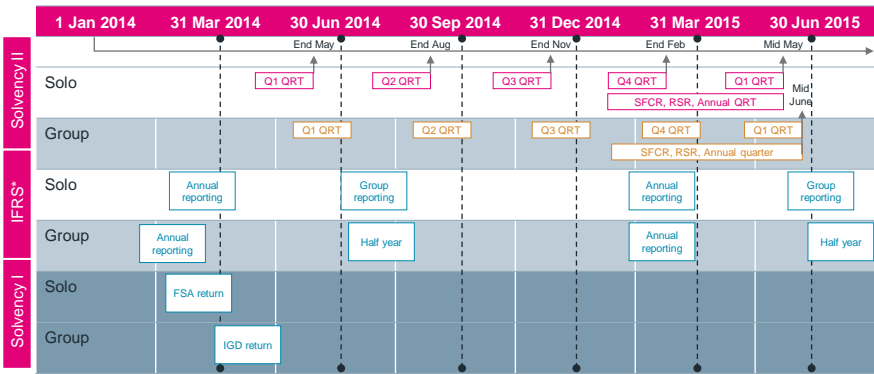 1 Jan 2014 31 Mar 2014 30 Jun 2014 30 Sep 2014 31 Dec 2014 31 Mar 2015 30 Jun 2015
End May End Aug End Nov End Feb Mid May
Solvency II
Solo
Q1 QRT Q2 QRT Q3 QRT Q4 QRT Q1 QRT
SFCR, RSR, Annual QRT
Mid
June
Group
Q1 QRT Q2 QRT Q3 QRT Q4 QRT Q1 QRT
SFCR, RSR, Annual quarter
IFRS*
Solo
Annual
reporting
Group
reporting
Annual
reporting
Group
reporting
Group
Annual
reporting
Half year
Annual
reporting
Half year
Solvency I
Solo
FSA return
Group
IGD return